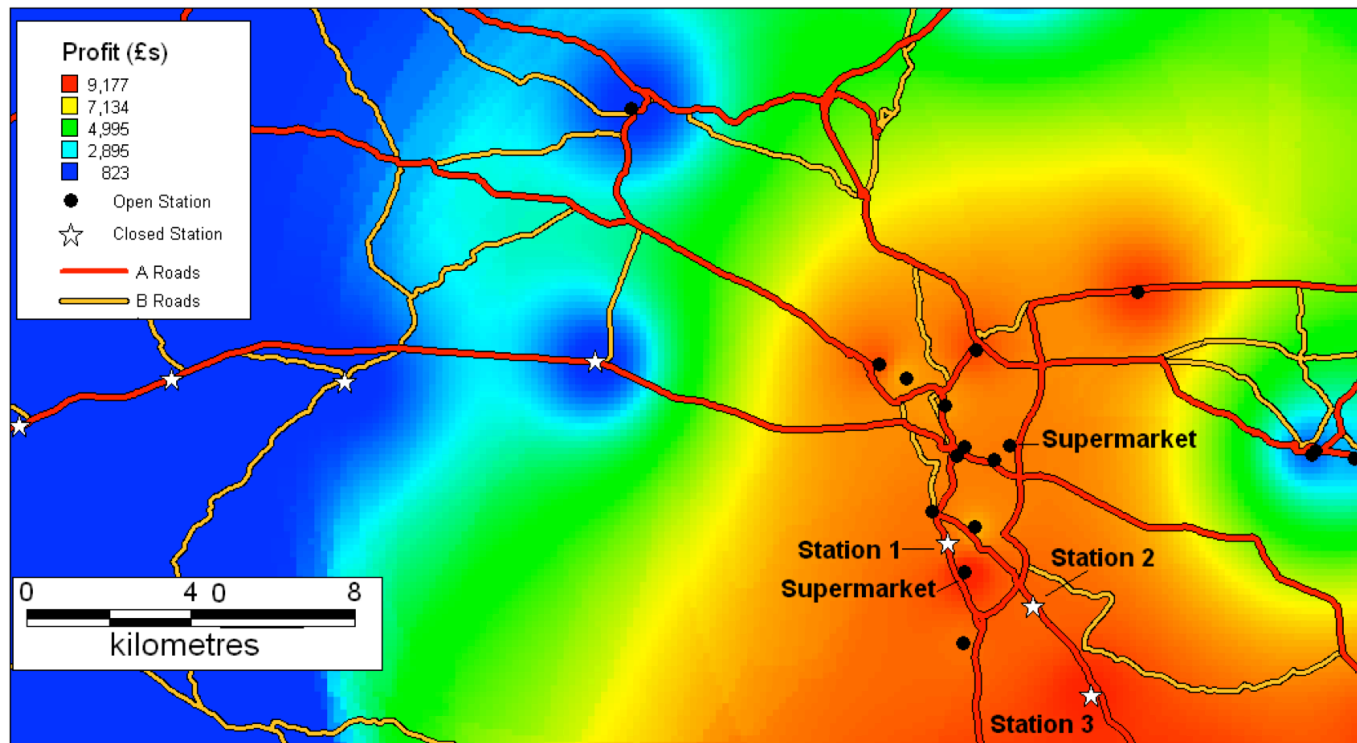 Profit (£s)
9,177
7,134
4,995
2,895
823
Open Station
Closed Station
A Roads
B Roads
Supermarket
Station 1
Station 2
Supermarket
Station 3
0 4 0 8
kilometres